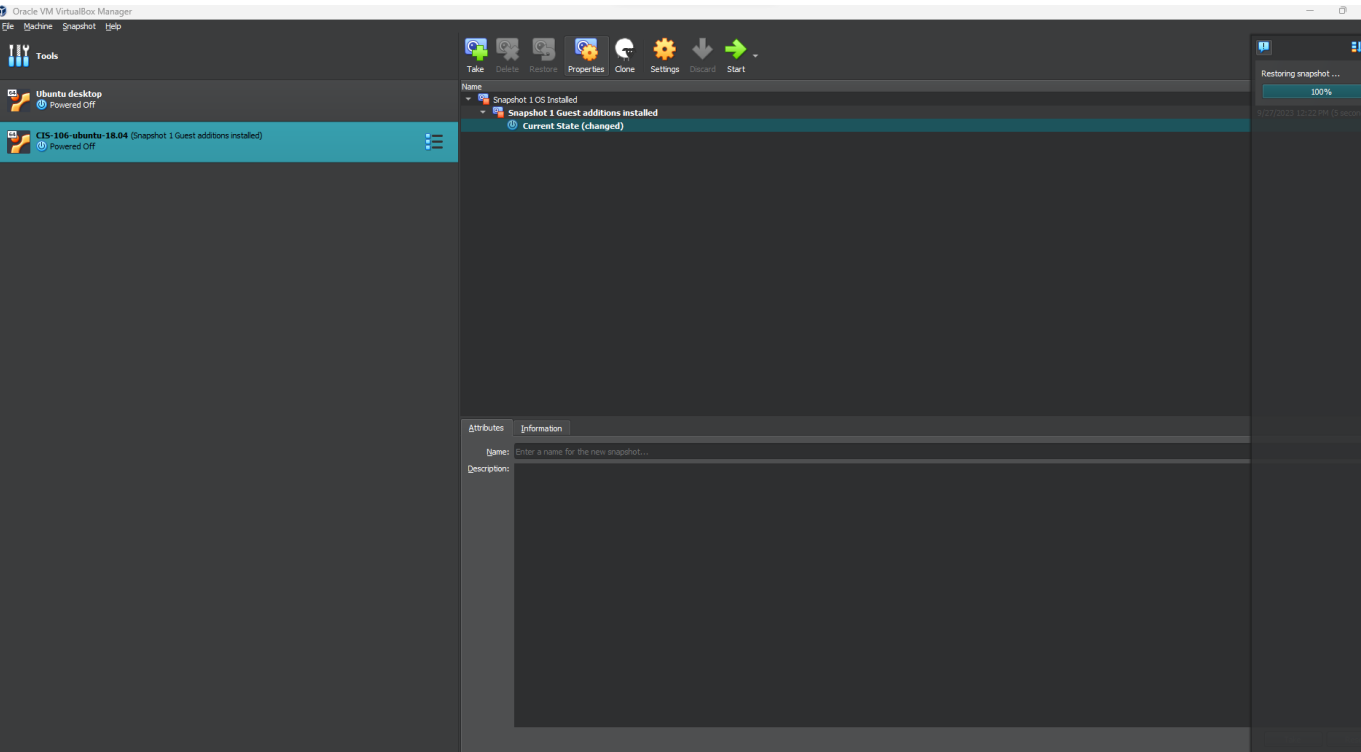 Oracle VM VirtualBox Manager
File Machine Snapshot Help
Tools
Take Delete Restore Properties Clone Settings Discard Start
64
Ubuntu desktop
Powered Off
64
CIS-106-ubuntu-18.04 (Snapshot 1 Guest additions installed)
Powered Off
Name
Snapshot 1 OS Installed
Snapshot 1 Guest additions installed
Current State (changed)
Attributes Information
Name: Enter a name for the new snapshot...
Description:
Restoring snapshot ...
100%